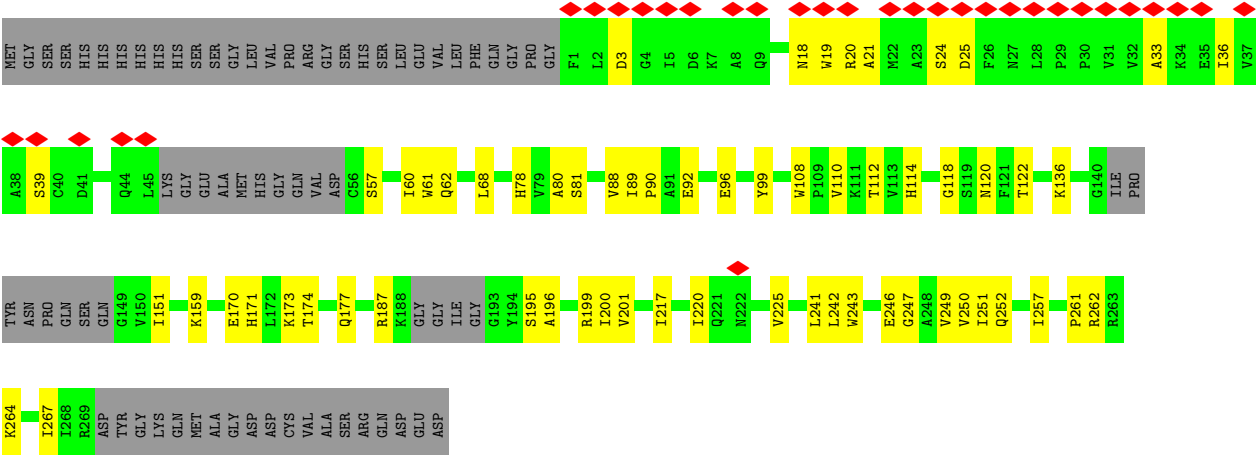 MET GLY SER SER HIS HIS HIS HIS HIS HIS SER SER GLY LEU VAL PRO ARG GLY SER HIS SER LEU GLU VAL LEU PHE GLN GLY PRO GLY F1 L2 D3 G4 I5 D6 K7 A8 Q9 N18 W19 R20 A21 M22 A23 S24 D25 F26 N27 L28 P29 P30 V31 V32 A33 K34 E35 I36 V37
A38 S39 C40 D41 Q44 L45 LYS GLY GLU ALA MET HIS GLY GLN VAL ASP C56 S57 I60 W61 Q62 L68 H78 V79 A80 S81 V88 I89 P90 A91 E92 E96 Y99 W108 P109 V110 K111 T112 V113 H114 G118 S119 N120 F121 T122 K136 G140 ILE PRO
TYR ASN PRO GLN SER GLN G149 V150 I151 K159 E170 H171 L172 K173 T174 Q177 R187 K188 GLY GLY ILE GLY G193 Y194 S195 A196 R199 I200 V201 I217 I220 Q221 N222 V225 L241 L242 W243 E246 G247 A248 V249 V250 I251 Q252 I257 P261 R262 R263
K264 I267 I268 R269 ASP TYR GLY LYS GLN MET ALA GLY ASP ASP CYS VAL ALA SER ARG GLN ASP GLU ASP